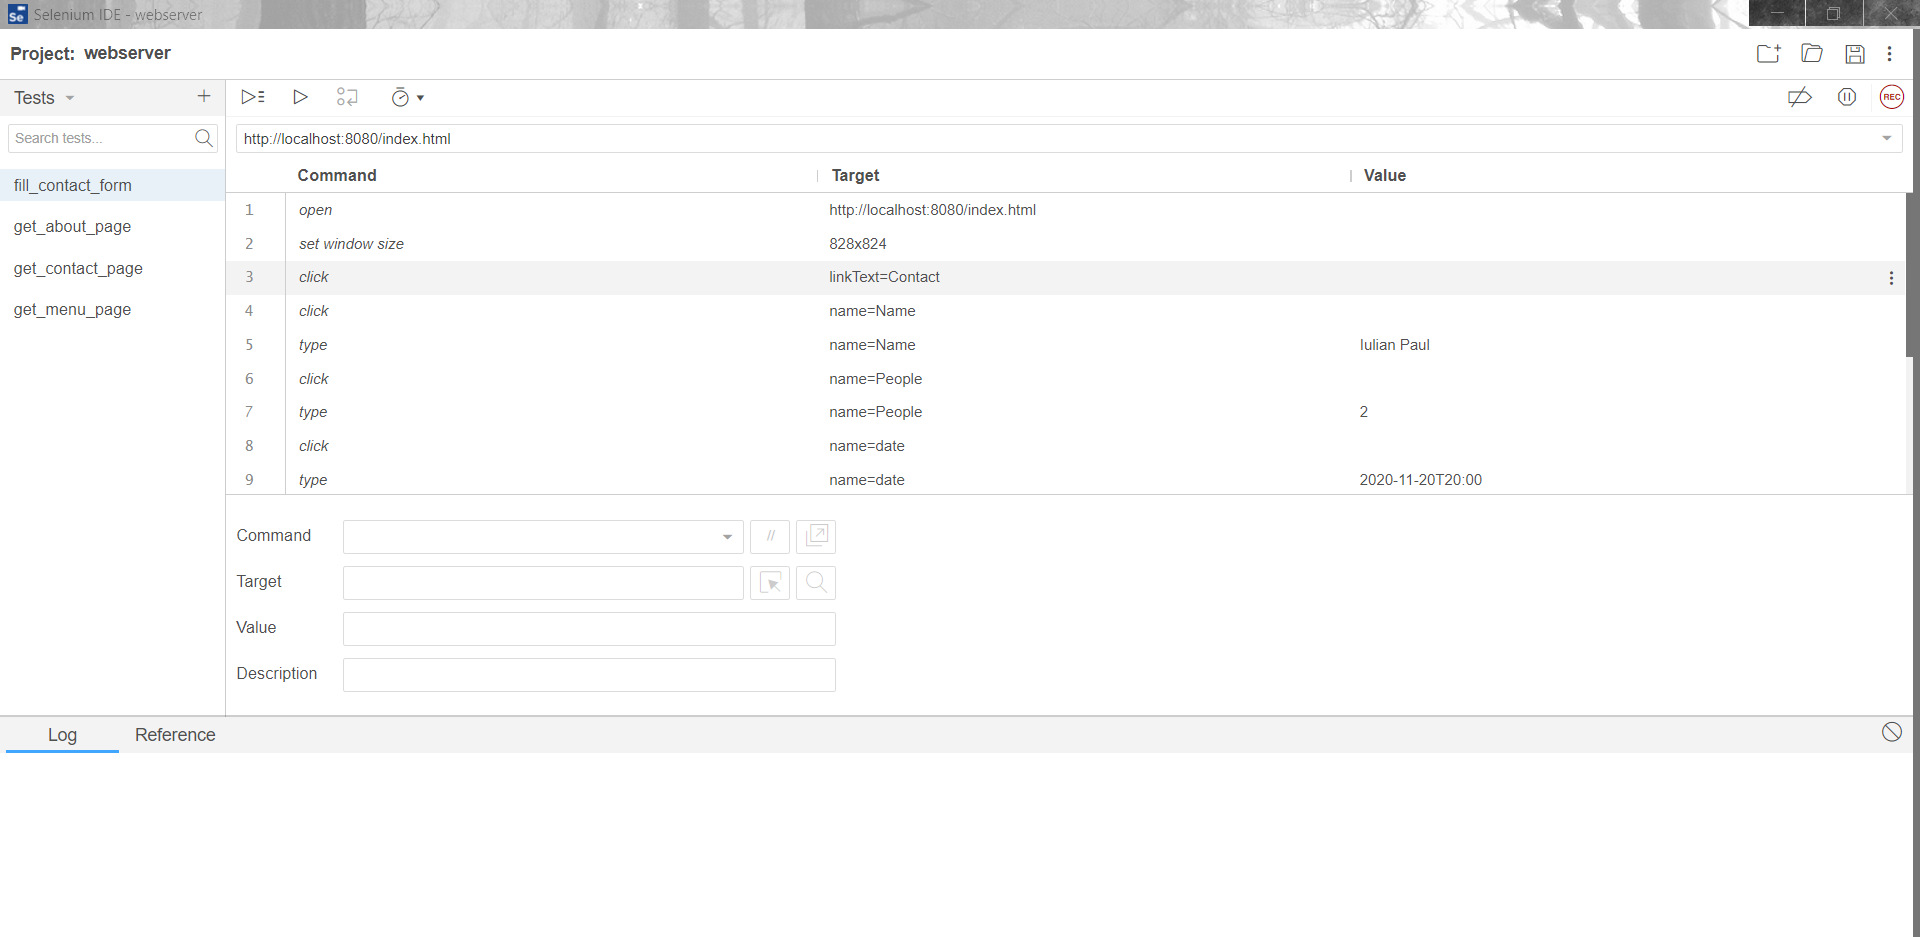 Se Selenium IDE - webserver
Project: webserver
Tests
Search tests...
fill_contact_form
get_about_page
get_contact_page
get_menu_page
REC
http://localhost:8080/index.html
Command Target Value
1 open http://localhost:8080/index.html
2 set window size 828x824
3 click linkText=Contact
4 click name=Name
5 type name=Name Iulian Paul
6 click name=People
7 type name=People 2
8 click name=date
9 type name=date 2020-11-20T20:00
Command //
Target
Value
Description
Log Reference